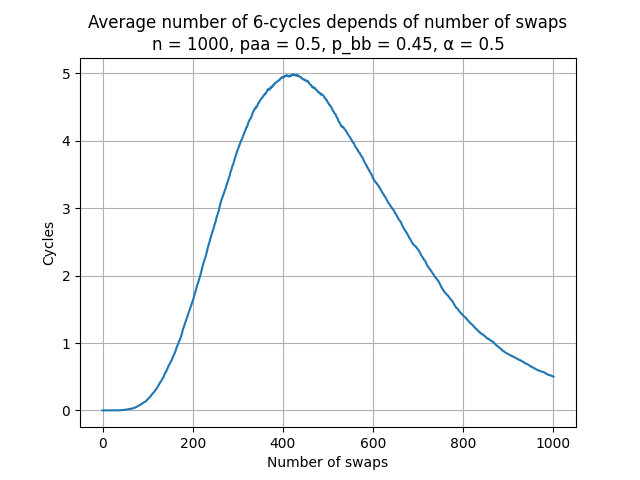 Average number of 6-cycles depends of number of swaps
n = 1000, paa = 0.5, p_bb = 0.45, α = 0.5
5
4
3
2
1
0
Cycles
0 200 400 600 800 1000
Number of swaps